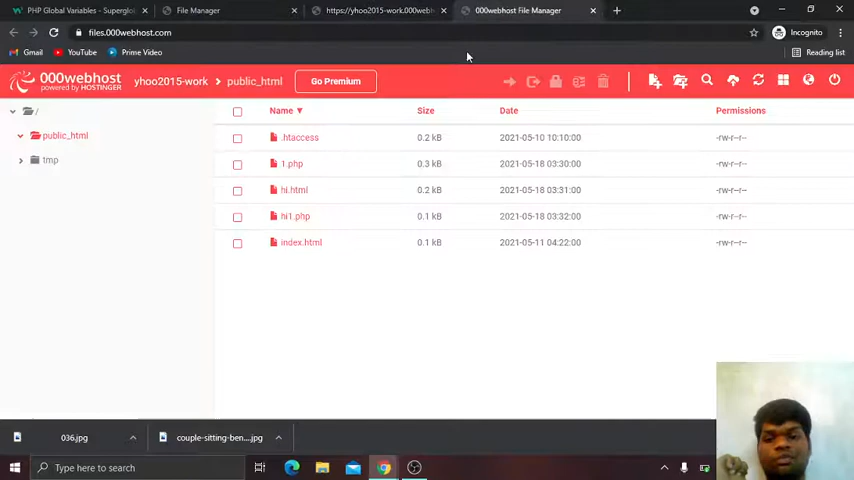 PHP Global Variables - Superglo
File Manager
https://yhoo2015-work.000webh
000webhost File Manager
files.000webhost.com
Incognito
Gmail
YouTube
Prime Video
Reading list
000webhost
powered by HOSTINGER
yhoo2015-work
public_html
Go Premium
/
public_html
tmp
Name Size Date Permissions
.htaccess 0.2 kB 2021-05-10 10:10:00 -rw-r--r--
1.php 0.3 kB 2021-05-18 03:30:00 -rw-r--r--
hi.html 0.2 kB 2021-05-18 03:31:00 -rw-r--r--
hi1.php 0.1 kB 2021-05-18 03:32:00 -rw-r--r--
index.html 0.1 kB 2021-05-11 04:22:00 -rw-r--r--
036.jpg
couple-sitting-ben....jpg
Type here to search